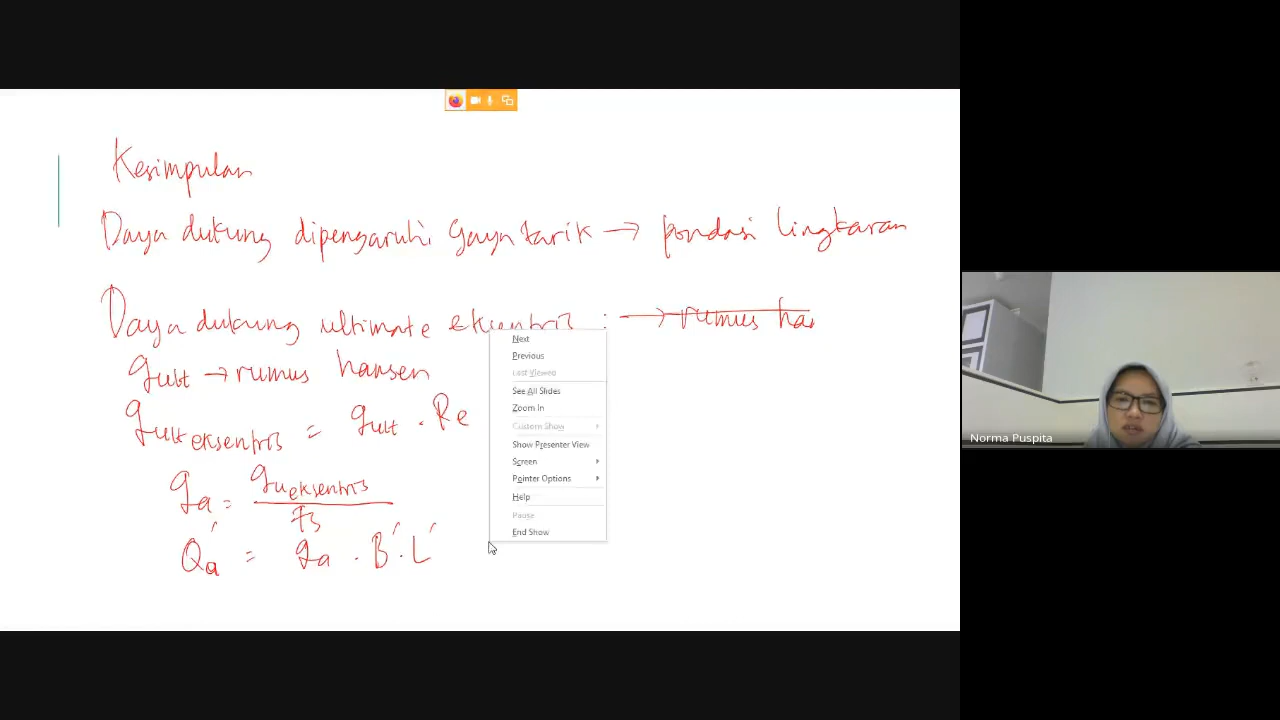 Kesimpulan
Daya dukung dipengaruhi gaya tarik → pondasi lingkaran
Daya dukung ultimate eksentris : → rumus han
qult → rumus hansen
qult eksentris = qult . Re
qa = qu eksentris / FS
Qa' = qa . B' . L'
Next
Previous
Last Viewed
See All Slides
Zoom In
Custom Show
Show Presenter View
Screen
Pointer Options
Help
Pause
End Show
Norma Puspita